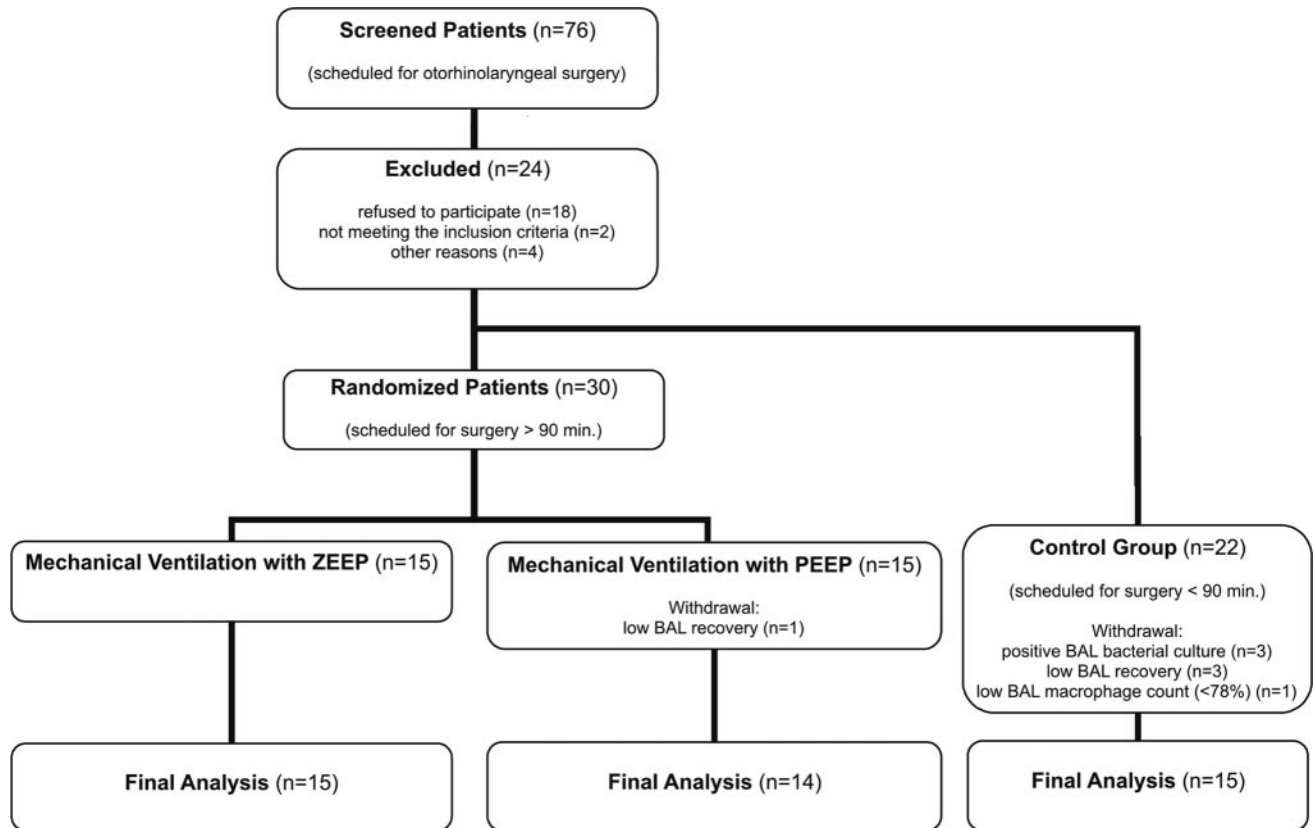 Screened Patients (n=76)
(scheduled for otorhinolaryngeal surgery)
Excluded (n=24)
refused to participate (n=18)
not meeting the inclusion criteria (n=2)
other reasons (n=4)
Randomized Patients (n=30)
(scheduled for surgery > 90 min.)
Mechanical Ventilation with ZEEP (n=15)
Mechanical Ventilation with PEEP (n=15)
Withdrawal:
low BAL recovery (n=1)
Control Group (n=22)
(scheduled for surgery < 90 min.)
Withdrawal:
positive BAL bacterial culture (n=3)
low BAL recovery (n=3)
low BAL macrophage count (<78%) (n=1)
Final Analysis (n=15)
Final Analysis (n=14)
Final Analysis (n=15)